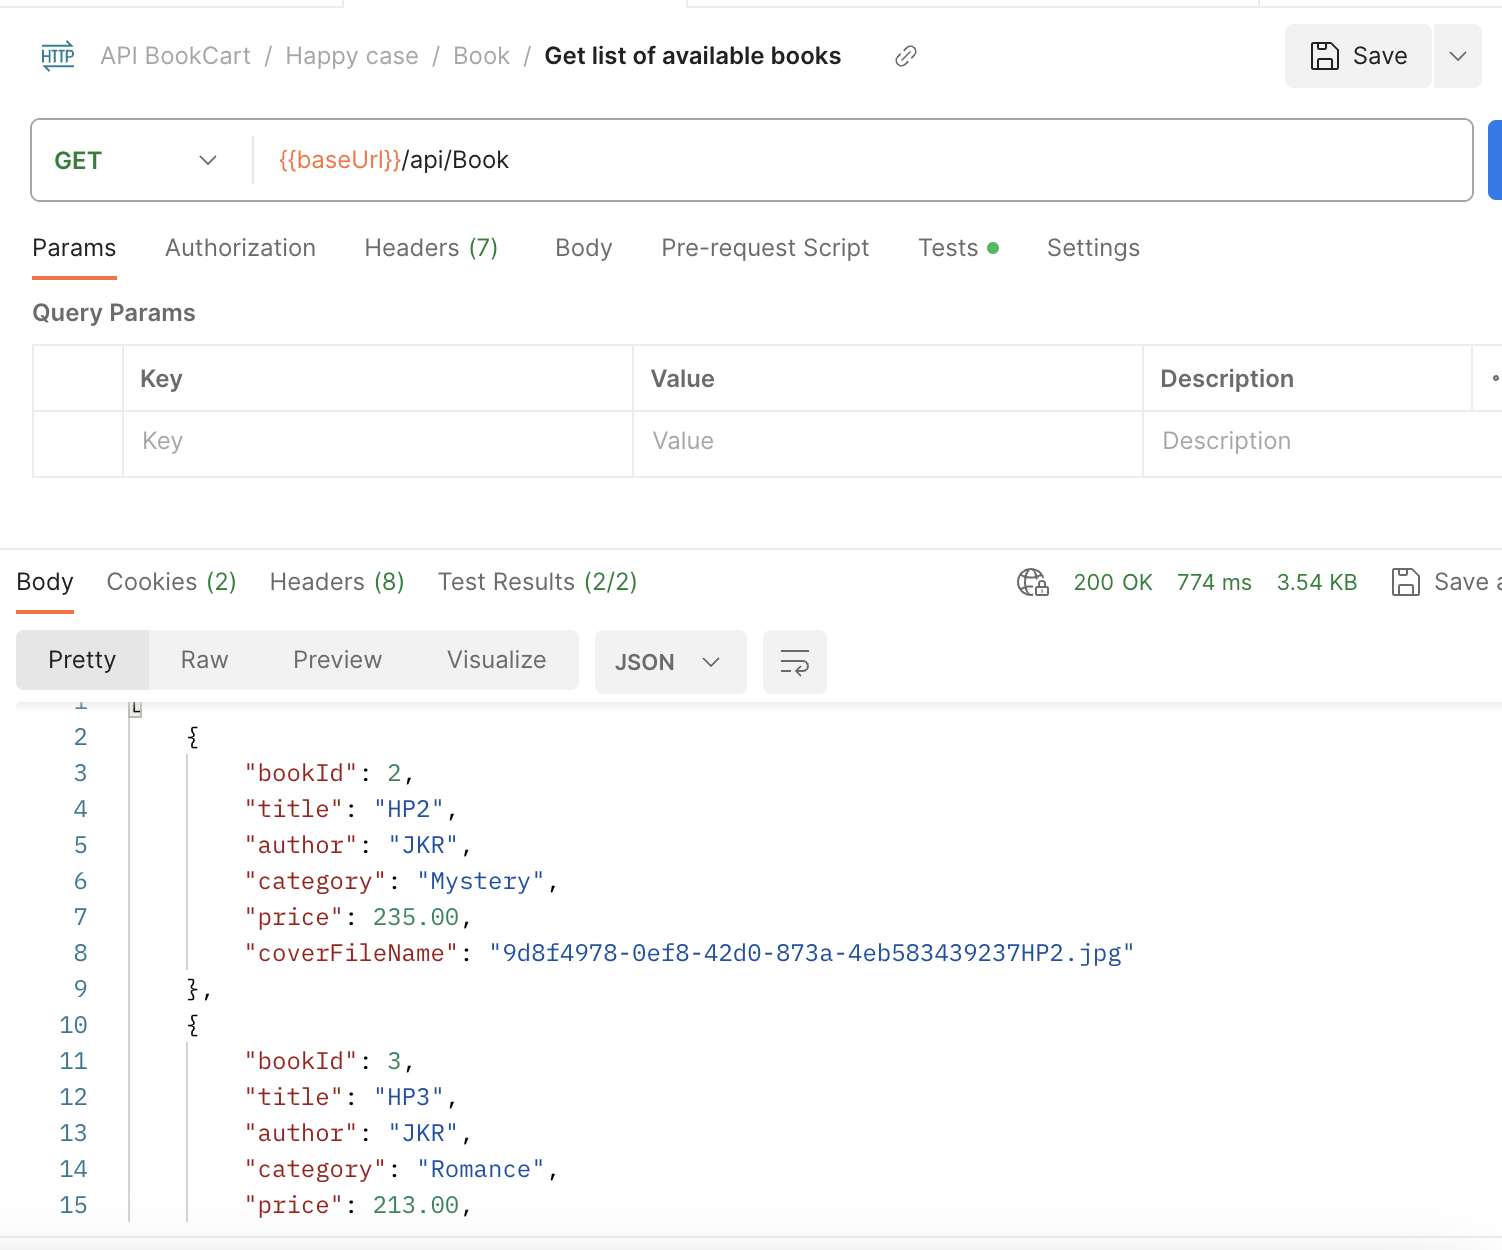 HTTP API BookCart / Happy case / Book / Get list of available books Save
GET {{baseUrl}}/api/Book
Params Authorization Headers (7) Body Pre-request Script Tests Settings
Query Params
Key Value Description
Key Value Description
Body Cookies (2) Headers (8) Test Results (2/2) 200 OK 774 ms 3.54 KB Save
Pretty Raw Preview Visualize JSON
1 [
2 {
3 "bookId": 2,
4 "title": "HP2",
5 "author": "JKR",
6 "category": "Mystery",
7 "price": 235.00,
8 "coverFileName": "9d8f4978-0ef8-42d0-873a-4eb583439237HP2.jpg"
9 },
10 {
11 "bookId": 3,
12 "title": "HP3",
13 "author": "JKR",
14 "category": "Romance",
15 "price": 213.00,